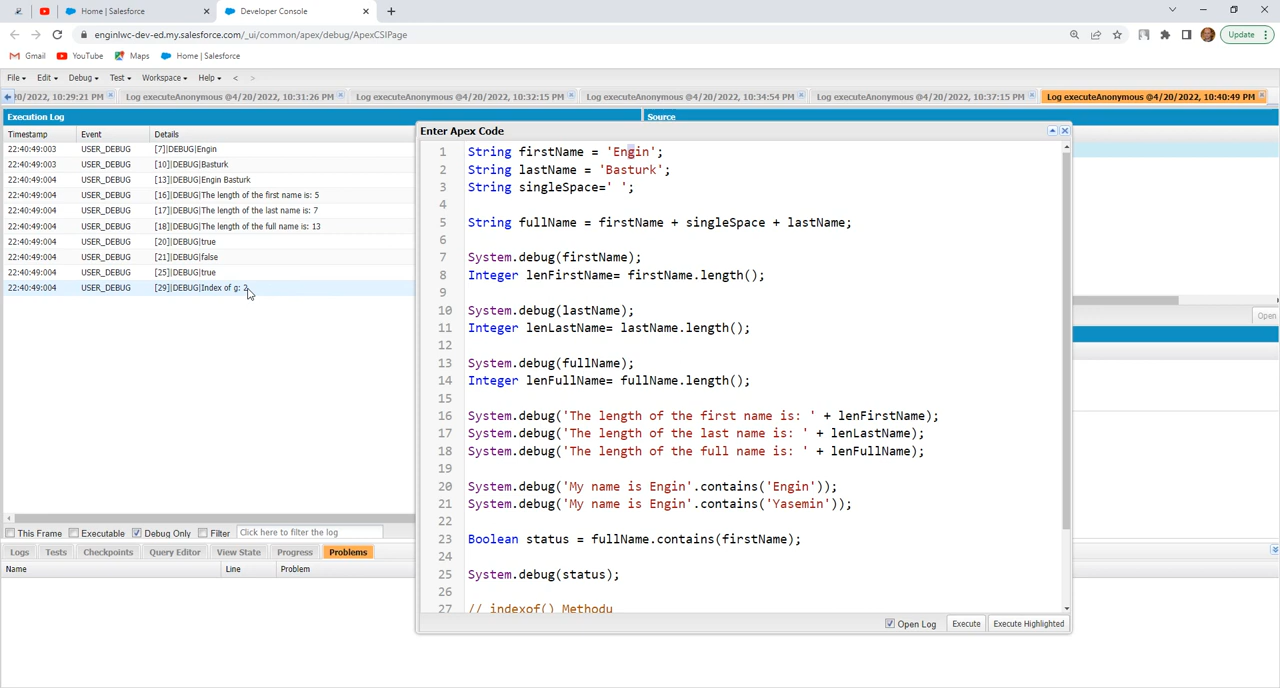 Home | Salesforce
Developer Console
enginlwc-dev-ed.my.salesforce.com/_ui/common/apex/debug/ApexCSIPage
Update
Gmail
YouTube
Maps
Home | Salesforce
File
Edit
Debug
Test
Workspace
Help
<
>
/20/2022, 10:29:21 PM
Log executeAnonymous @4/20/2022, 10:31:26 PM
Log executeAnonymous @4/20/2022, 10:32:15 PM
Log executeAnonymous @4/20/2022, 10:34:54 PM
Log executeAnonymous @4/20/2022, 10:37:15 PM
Log executeAnonymous @4/20/2022, 10:40:49 PM
Execution Log
Timestamp Event Details
22:40:49:003 USER_DEBUG [7]|DEBUG|Engin
22:40:49:003 USER_DEBUG [10]|DEBUG|Basturk
22:40:49:004 USER_DEBUG [13]|DEBUG|Engin Basturk
22:40:49:004 USER_DEBUG [16]|DEBUG|The length of the first name is: 5
22:40:49:004 USER_DEBUG [17]|DEBUG|The length of the last name is: 7
22:40:49:004 USER_DEBUG [18]|DEBUG|The length of the full name is: 13
22:40:49:004 USER_DEBUG [20]|DEBUG|true
22:40:49:004 USER_DEBUG [21]|DEBUG|false
22:40:49:004 USER_DEBUG [25]|DEBUG|true
22:40:49:004 USER_DEBUG [29]|DEBUG|Index of g: 2
Source
Enter Apex Code
1 String firstName = 'Engin';
2 String lastName = 'Basturk';
3 String singleSpace=' ';
4
5 String fullName = firstName + singleSpace + lastName;
6
7 System.debug(firstName);
8 Integer lenFirstName= firstName.length();
9
10 System.debug(lastName);
11 Integer lenLastName= lastName.length();
12
13 System.debug(fullName);
14 Integer lenFullName= fullName.length();
15
16 System.debug('The length of the first name is: ' + lenFirstName);
17 System.debug('The length of the last name is: ' + lenLastName);
18 System.debug('The length of the full name is: ' + lenFullName);
19
20 System.debug('My name is Engin'.contains('Engin'));
21 System.debug('My name is Engin'.contains('Yasemin'));
22
23 Boolean status = fullName.contains(firstName);
24
25 System.debug(status);
26
27 // indexof() Methodu
Open Log
Execute
Execute Highlighted
Open
This Frame
Executable
Debug Only
Filter
Click here to filter the log
Logs
Tests
Checkpoints
Query Editor
View State
Progress
Problems
Name Line Problem